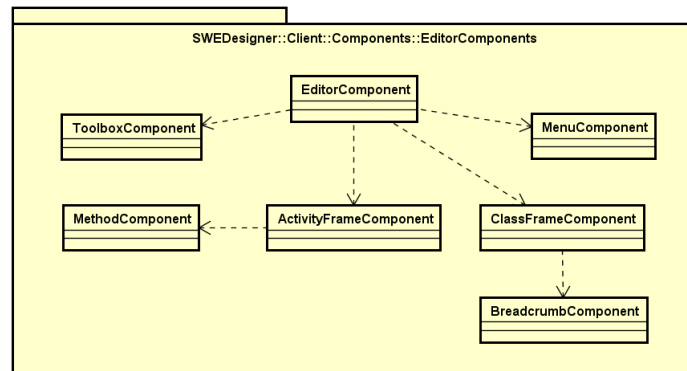 SWEDesigner::Client::Components::EditorComponents
EditorComponent
ToolboxComponent
MenuComponent
MethodComponent
ActivityFrameComponent
ClassFrameComponent
BreadcrumbComponent